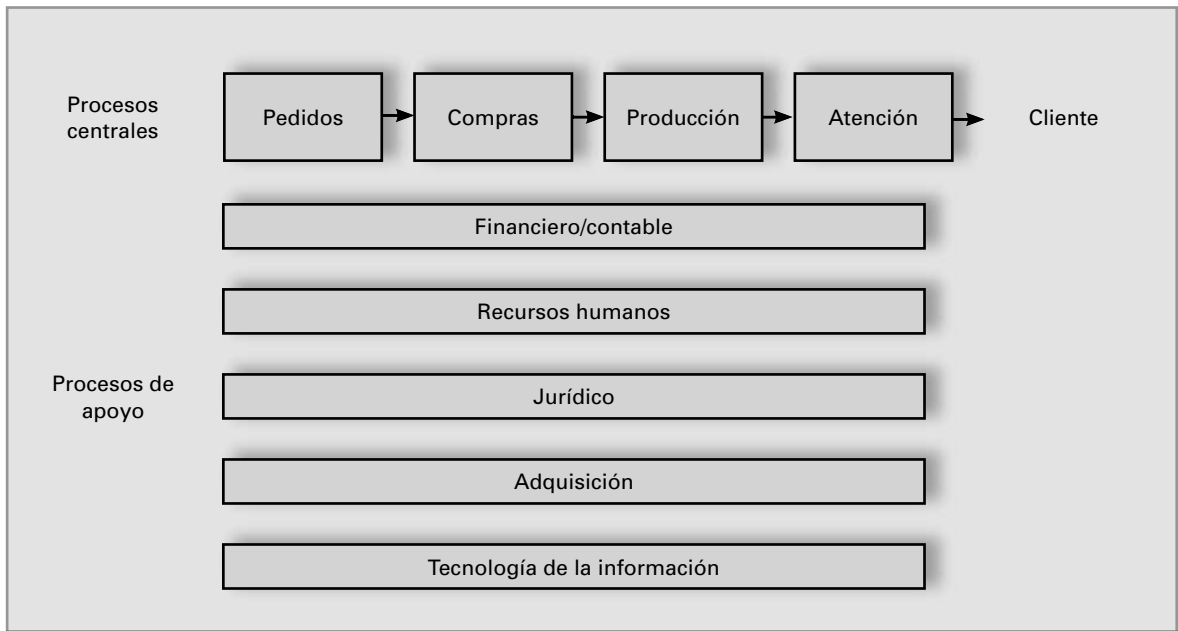 Procesos
centrales
Pedidos
Compras
Producción
Atención
Cliente
Financiero/contable
Recursos humanos
Procesos de
apoyo
Jurídico
Adquisición
Tecnología de la información